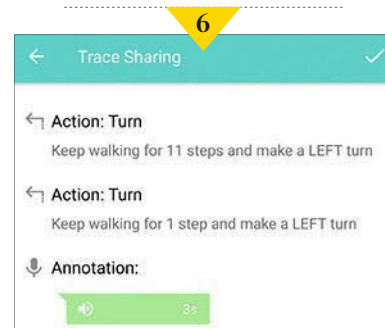 6
Trace Sharing
Action: Turn
Keep walking for 11 steps and make a LEFT turn
Action: Turn
Keep walking for 1 step and make a LEFT turn
Annotation:
3s